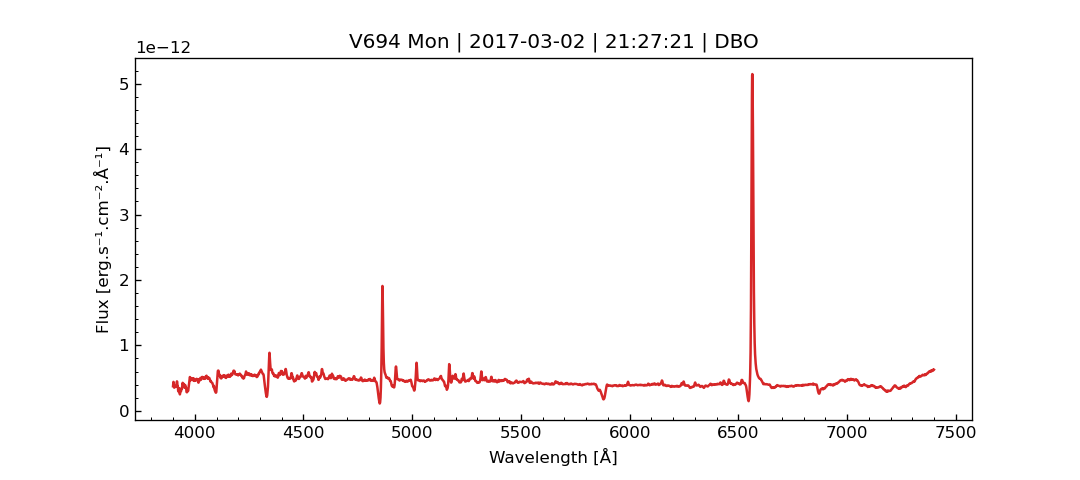 V694 Mon | 2017-03-02 | 21:27:21 | DBO
1e−12
Flux [erg.s⁻¹.cm⁻².Å⁻¹]
5
4
3
2
1
0
4000 4500 5000 5500 6000 6500 7000 7500
Wavelength [Å]